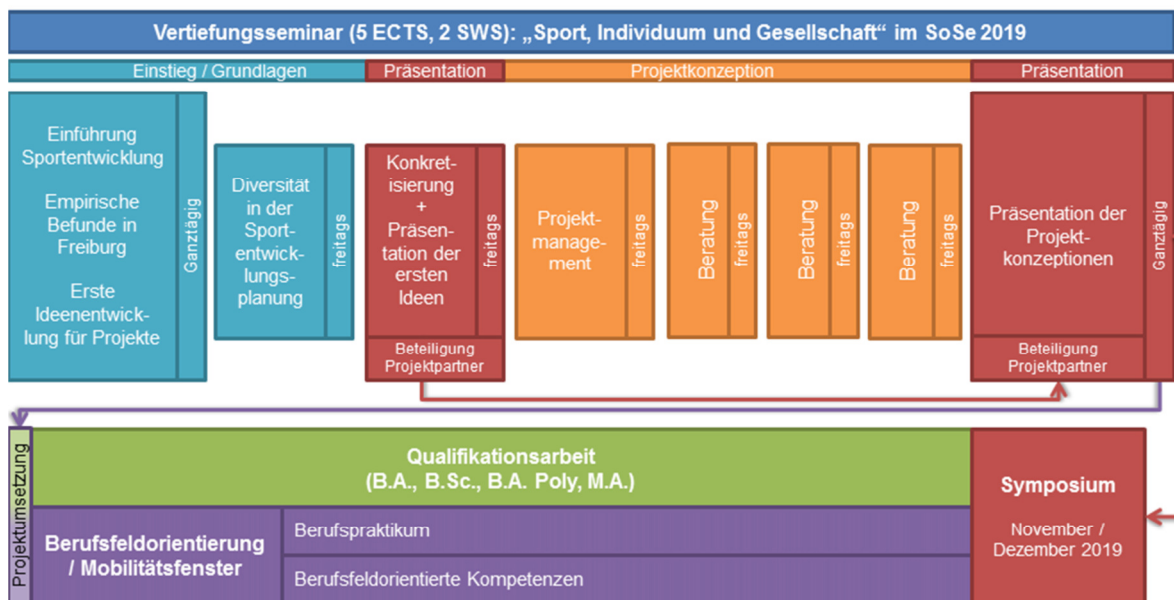 Vertiefungsseminar (5 ECTS, 2 SWS): „Sport, Individuum und Gesellschaft“ im SoSe 2019
Einstieg / Grundlagen
Präsentation
Projektkonzeption
Präsentation
Einführung
Sportentwicklung
Empirische
Befunde in
Freiburg
Erste
Ideenentwick-
lung für Projekte
Ganztägig
Diversität
in der
Sport-
entwick-
lungs-
planung
freitags
Konkret-
isierung
+
Präsen-
tation der
ersten
Ideen
freitags
Beteiligung
Projektpartner
Projekt-
manage-
ment
freitags
Beratung
freitags
Beratung
freitags
Beratung
freitags
Präsentation der
Projekt-
konzeptionen
Ganztägig
Beteiligung
Projektpartner
Projektumsetzung
Qualifikationsarbeit
(B.A., B.Sc., B.A. Poly, M.A.)
Berufsfeldorientierung
/ Mobilitätsfenster
Berufspraktikum
Berufsfeldorientierte Kompetenzen
Symposium
November /
Dezember 2019